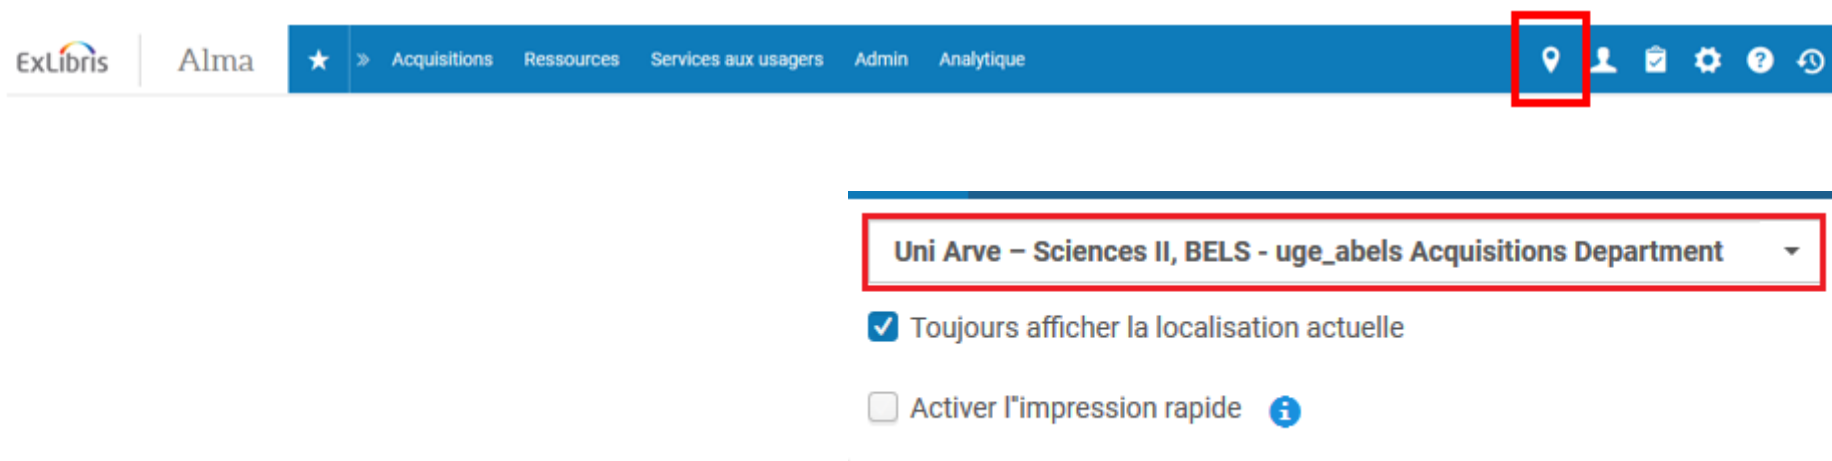 ExLibris Alma » Acquisitions Ressources Services aux usagers Admin Analytique ?
Uni Arve – Sciences II, BELS - uge_abels Acquisitions Department
Toujours afficher la localisation actuelle
Activer l"impression rapide i